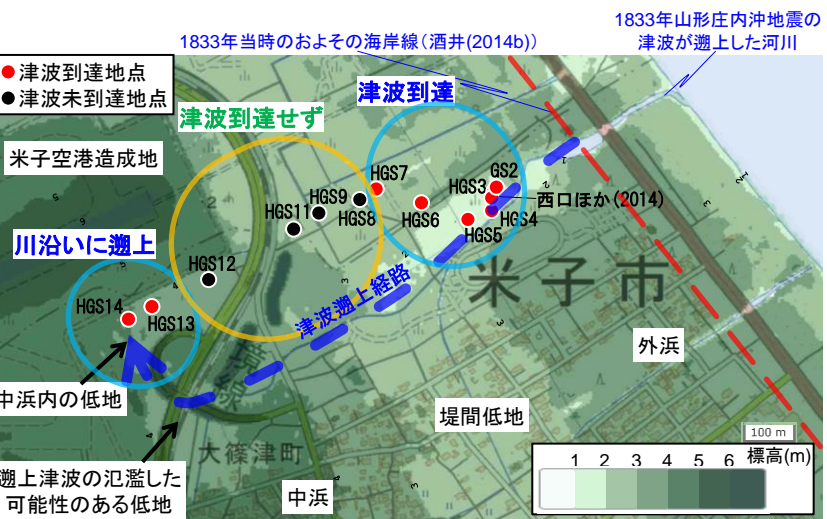 1833年山形庄内沖地震の
津波が遡上した河川
1833年当時のおよその海岸線(酒井(2014b))
津波到達地点
津波未到達地点
津波到達
津波到達せず
米子空港造成地
HGS7
GS2
HGS3
HGS9
HGS11
HGS8
HGS6
西口ほか(2014)
HGS4
HGS5
川沿いに遡上
HGS12
米子市
HGS14
HGS13
津波遡上経路
外浜
中浜内の低地
堤間低地
100 m
大篠津町
1 2 3 4 5 6 標高(m)
遡上津波の氾濫した
可能性のある低地
中浜